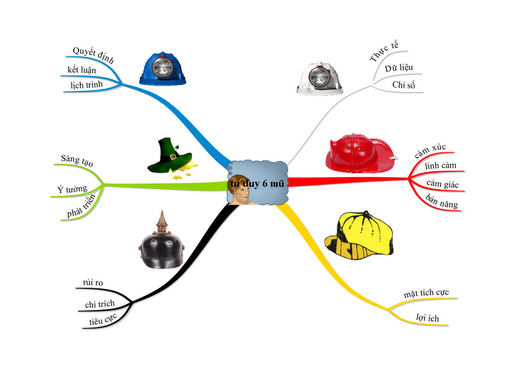 tư duy 6 mũ
Thực tế
Dữ liệu
Chỉ số
cảm xúc
linh cảm
cảm giác
bản năng
mặt tích cực
lợi ích
rủi ro
chỉ trích
tiêu cực
Sáng tạo
Ý tưởng
phát triển
Quyết định
kết luận
lịch trình